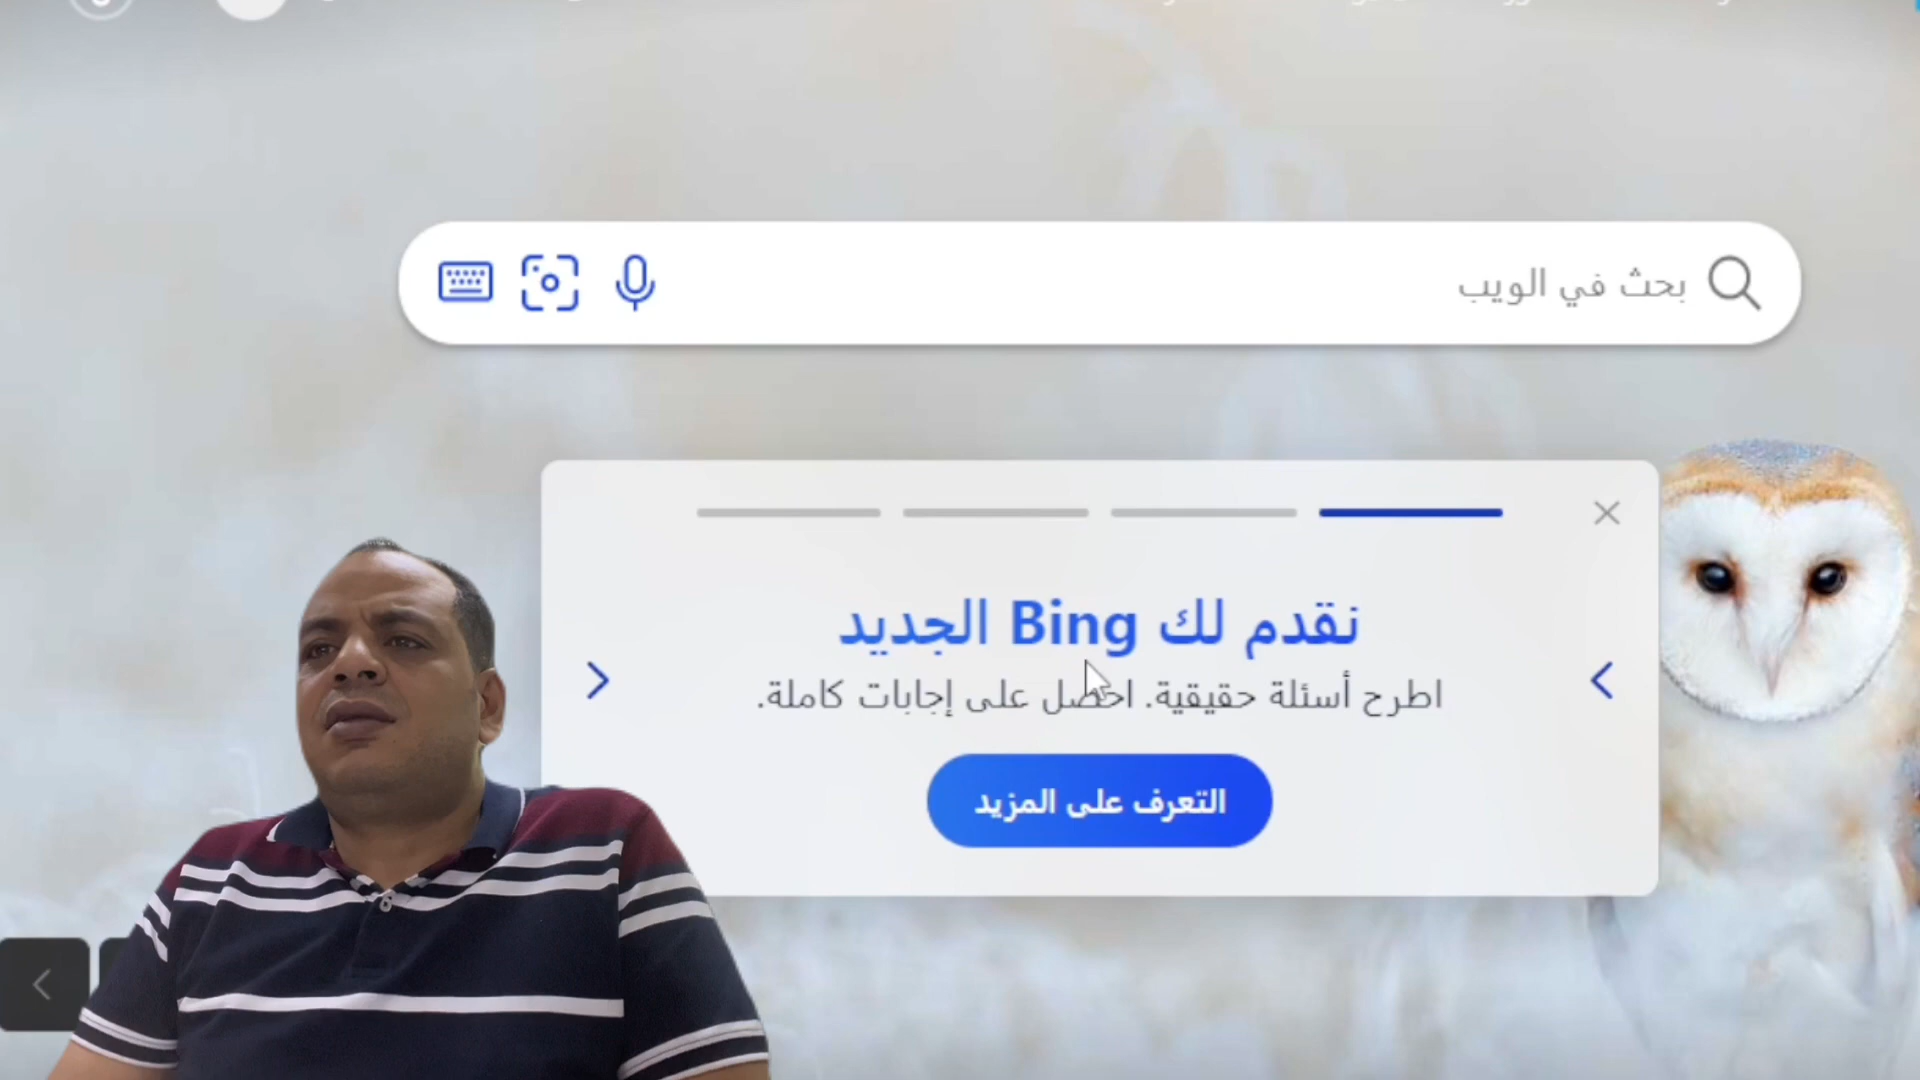 بحث في الويب
نقدم لك Bing الجديد
اطرح أسئلة حقيقية. احصل على إجابات كاملة.
التعرف على المزيد